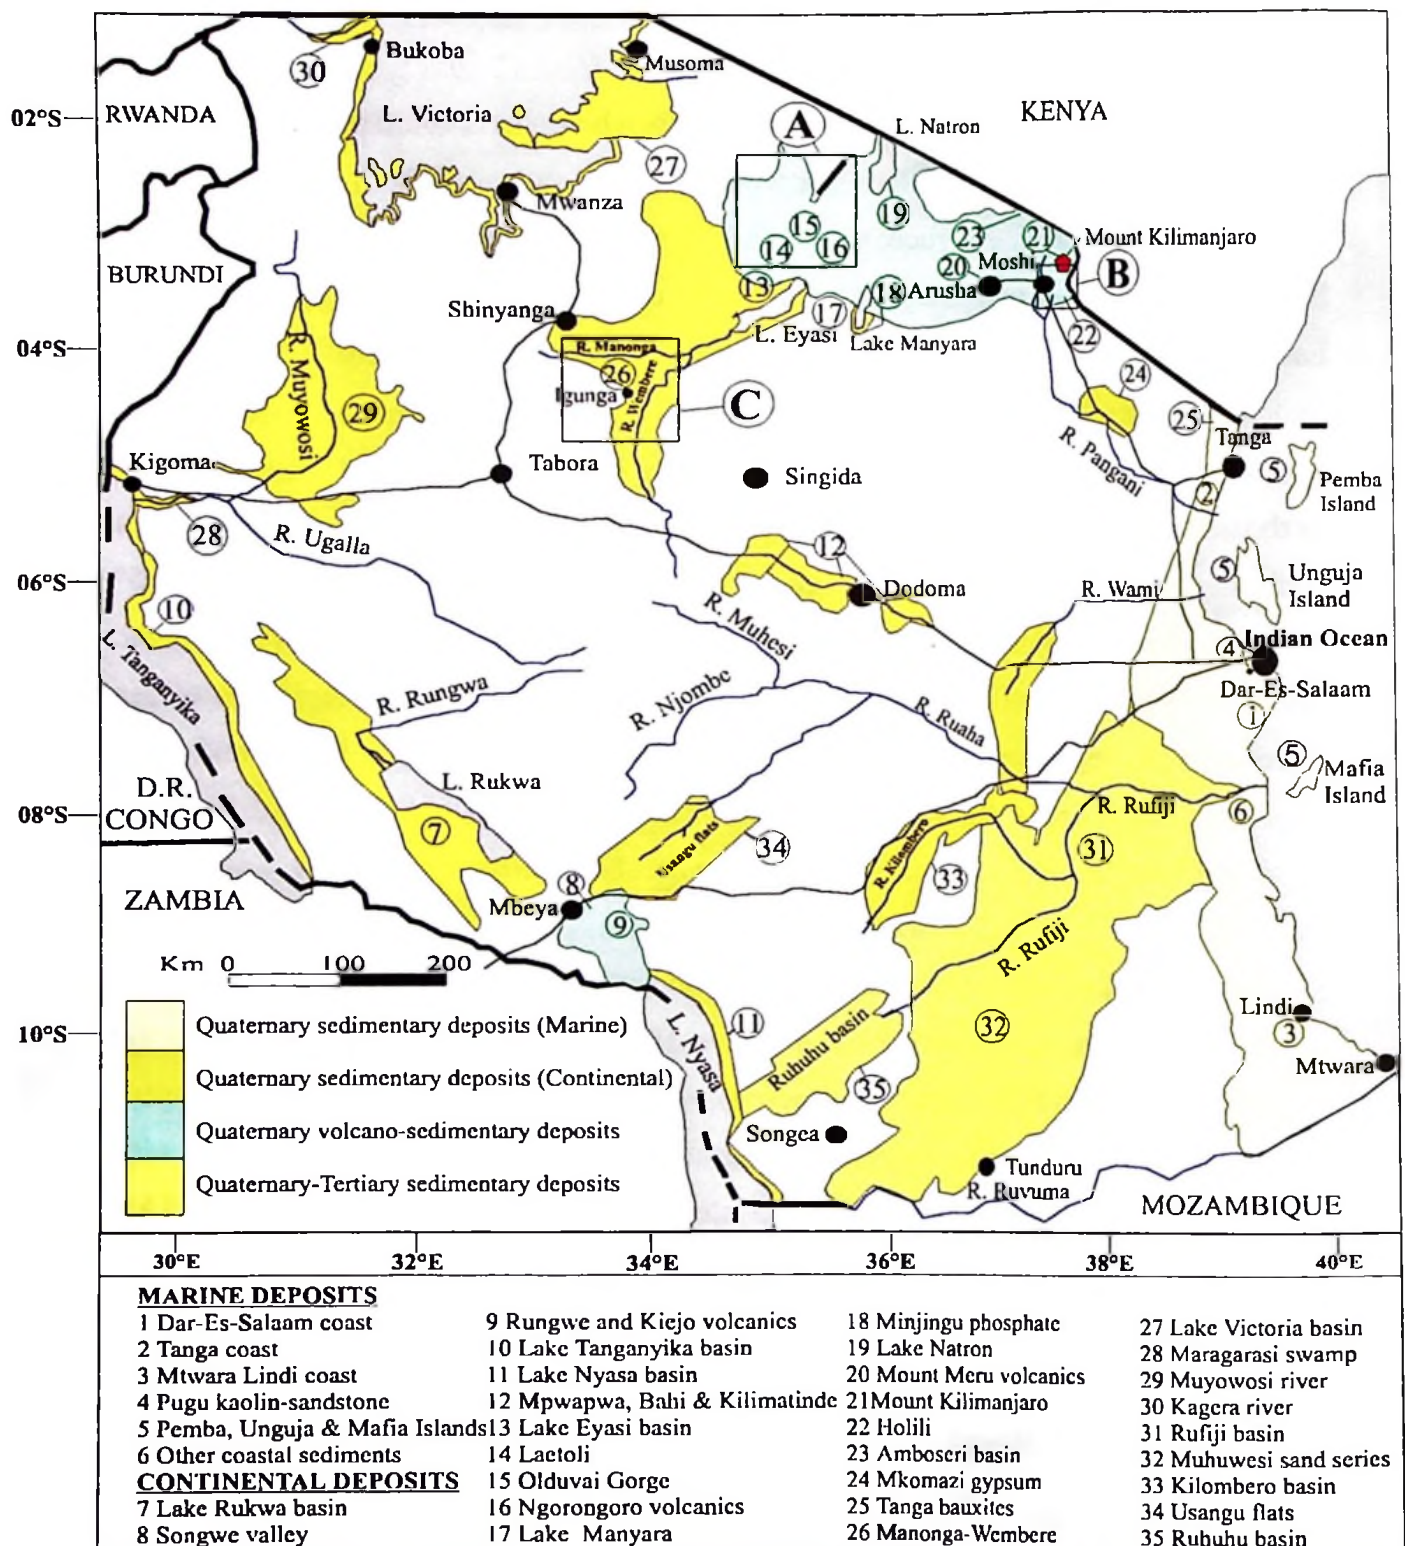 30
Bukoba
Musoma
02°S
RWANDA
L. Victoria
A
L. Natron
KENYA
27
Mwanza
15
14
16
19
23
21
Mount Kilimanjaro
BURUNDI
20
Moshi
B
13
18
Arusha
Shinyanga
17
22
04°S
R. Manonga
L. Eyasi
Lake Manyara
R. Muyowosi
26
24
Igunga
R. Wembere
C
29
25
Tanga
Kigoma
Tabora
Singida
R. Pangani
2
5
Pemba
Island
28
R. Ugalla
12
06°S
Dodoma
R. Wami
5
Unguja
Island
10
R. Muhesi
4
Indian Ocean
L. Tanganyika
R. Rungwa
R. Njombe
R. Ruaha
Dar-Es-Salaam
1
D.R.
CONGO
L. Rukwa
5
Mafia
Island
08°S
7
Usangu flats
34
R. Kilombero
33
R. Rufiji
6
31
ZAMBIA
8
Mbeya
9
R. Rufiji
Km 0 100 200
Quaternary sedimentary deposits (Marine)
10°S
Quaternary sedimentary deposits (Continental)
Quaternary volcano-sedimentary deposits
Quaternary-Tertiary sedimentary deposits
L. Nyasa
11
Ruhuhu basin
35
32
Lindi
3
Mtwara
Songea
Tunduru
R. Ruvuma
MOZAMBIQUE
30°E 32°E 34°E 36°E 38°E 40°E
MARINE DEPOSITS
1 Dar-Es-Salaam coast
2 Tanga coast
3 Mtwara Lindi coast
4 Pugu kaolin-sandstone
5 Pemba, Unguja & Mafia Islands
6 Other coastal sediments
CONTINENTAL DEPOSITS
7 Lake Rukwa basin
8 Songwe valley
9 Rungwe and Kiejo volcanics
10 Lake Tanganyika basin
11 Lake Nyasa basin
12 Mpwapwa, Bahi & Kilimatinde
13 Lake Eyasi basin
14 Laetoli
15 Olduvai Gorge
16 Ngorongoro volcanics
17 Lake Manyara
18 Minjingu phosphate
19 Lake Natron
20 Mount Meru volcanics
21 Mount Kilimanjaro
22 Holili
23 Amboseri basin
24 Mkomazi gypsum
25 Tanga bauxites
26 Manonga-Wembere
27 Lake Victoria basin
28 Maragarasi swamp
29 Muyowosi river
30 Kagera river
31 Rufiji basin
32 Muhuwesi sand series
33 Kilombero basin
34 Usangu flats
35 Ruhuhu basin